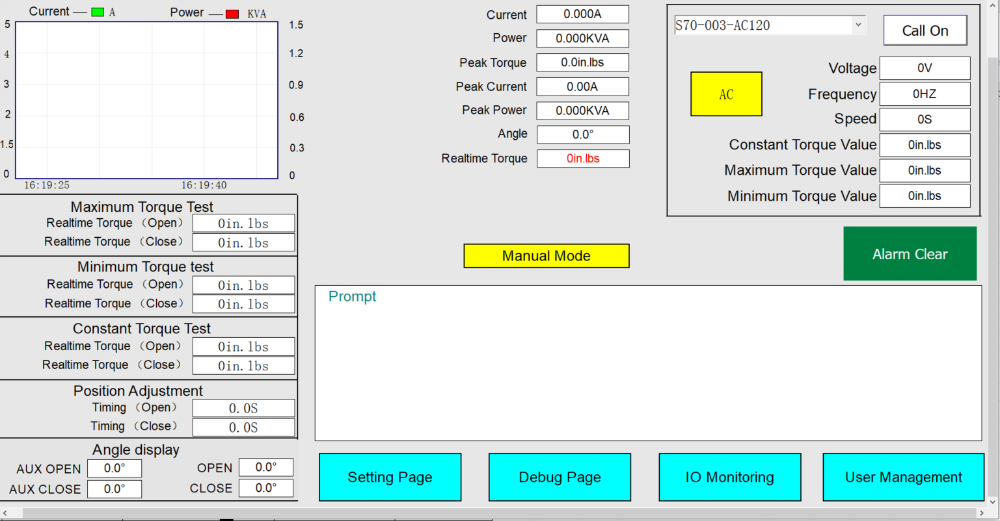 Current — A Power — KVA
5
4
3
2
1.5
0
1.5
1.2
0.9
0.6
0.3
0
16:19:25 16:19:40
Maximum Torque Test
Realtime Torque （Open） 0in.lbs
Realtime Torque （Close） 0in.lbs
Minimum Torque test
Realtime Torque （Open） 0in.lbs
Realtime Torque （Close） 0in.lbs
Constant Torque Test
Realtime Torque （Open） 0in.lbs
Realtime Torque （Close） 0in.lbs
Position Adjustment
Timing （Open） 0.0S
Timing （Close） 0.0S
Angle display
AUX OPEN 0.0° OPEN 0.0°
AUX CLOSE 0.0° CLOSE 0.0°
Current 0.000A
Power 0.000KVA
Peak Torque 0.0in.lbs
Peak Current 0.00A
Peak Power 0.000KVA
Angle 0.0°
Realtime Torque 0in.lbs
Manual Mode
S70-003-AC120 Call On
AC
Voltage 0V
Frequency 0HZ
Speed 0S
Constant Torque Value 0in.lbs
Maximum Torque Value 0in.lbs
Minimum Torque Value 0in.lbs
Alarm Clear
Prompt
Setting Page Debug Page IO Monitoring User Management